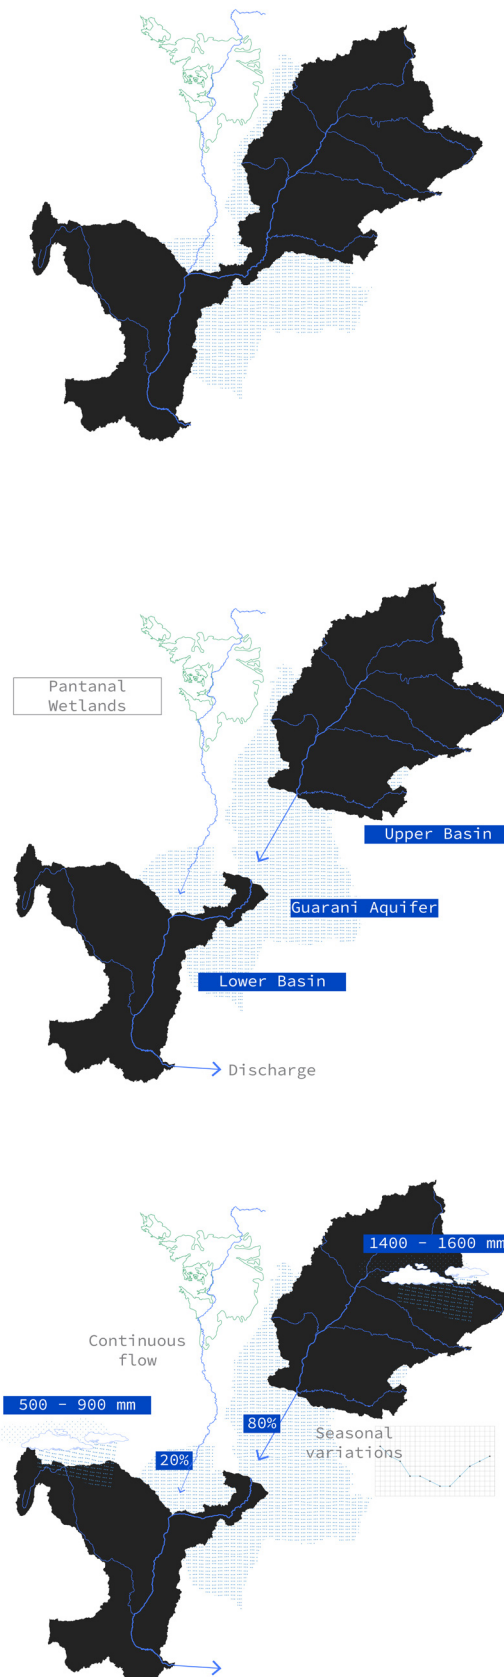 Pantanal
Wetlands
Upper Basin
Guarani Aquifer
Lower Basin
Discharge
1400 - 1600 mm
Continuous
flow
500 - 900 mm
80%
Seasonal
variations
20%